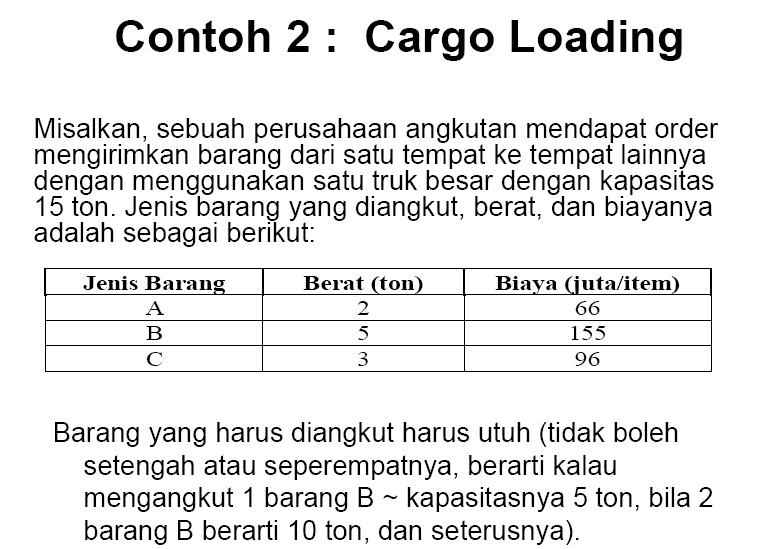 Contoh 2 : Cargo Loading
Misalkan, sebuah perusahaan angkutan mendapat order
mengirimkan barang dari satu tempat ke tempat lainnya
dengan menggunakan satu truk besar dengan kapasitas
15 ton. Jenis barang yang diangkut, berat, dan biayanya
adalah sebagai berikut:
Jenis Barang Berat (ton) Biaya (juta/item)
A 2 66
B 5 155
C 3 96
Barang yang harus diangkut harus utuh (tidak boleh
setengah atau seperempatnya, berarti kalau
mengangkut 1 barang B ~ kapasitasnya 5 ton, bila 2
barang B berarti 10 ton, dan seterusnya).